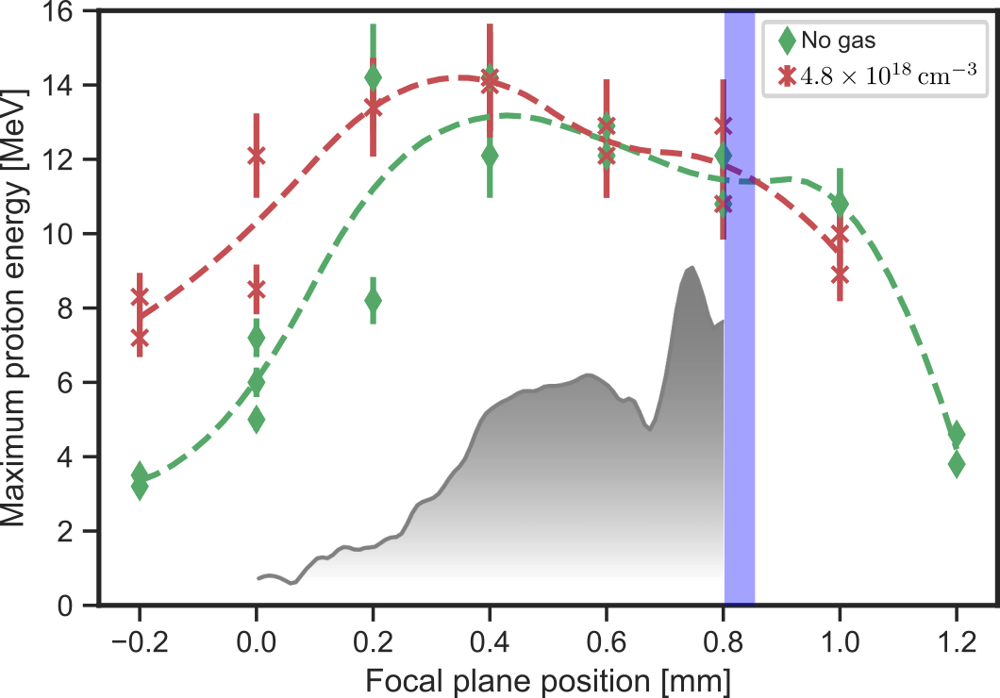 16
14
12
10
8
6
4
2
0
Maximum proton energy [MeV]
No gas
4.8 × 10¹⁸ cm⁻³
−0.2 0.0 0.2 0.4 0.6 0.8 1.0 1.2
Focal plane position [mm]